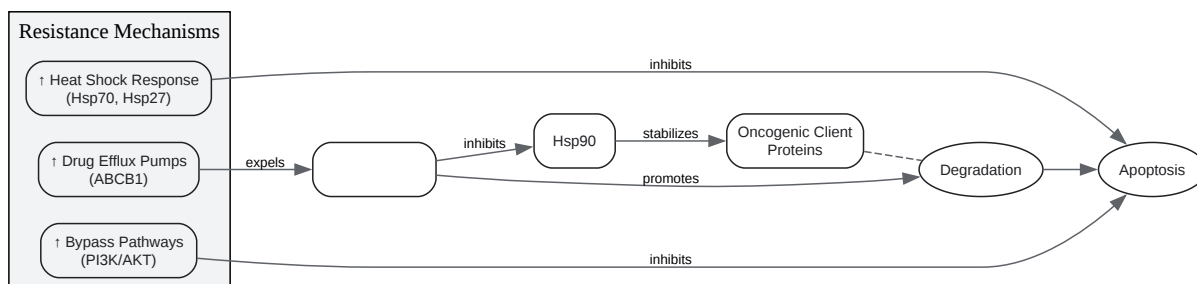 Resistance Mechanisms
↑ Heat Shock Response
(Hsp70, Hsp27)
inhibits
↑ Drug Efflux Pumps
(ABCB1)
expels
inhibits
Hsp90
stabilizes
Oncogenic Client
Proteins
promotes
Degradation
Apoptosis
↑ Bypass Pathways
(PI3K/AKT)
inhibits